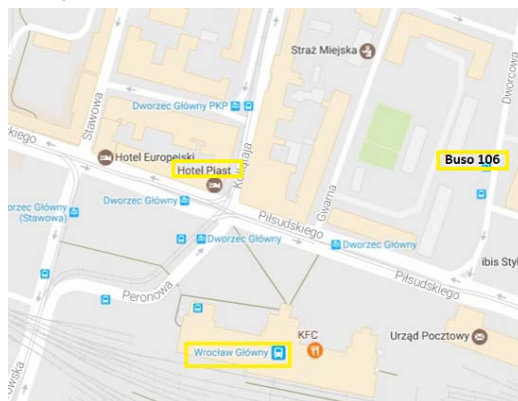 Straż Miejska
Dworcowa
Dworzec Główny PKP
Stawowa
Kołłątaja
Buso 106
Hotel Europejski
Hotel Piast
Gwarna
Dworzec Główny
Dworzec Główny
(Stawowa)
Piłsudskiego
Dworzec Główny
Dworzec Główny
ibis Styl
Piłsudskiego
Peronowa
KFC
Urząd Pocztowy
Wrocław Główny